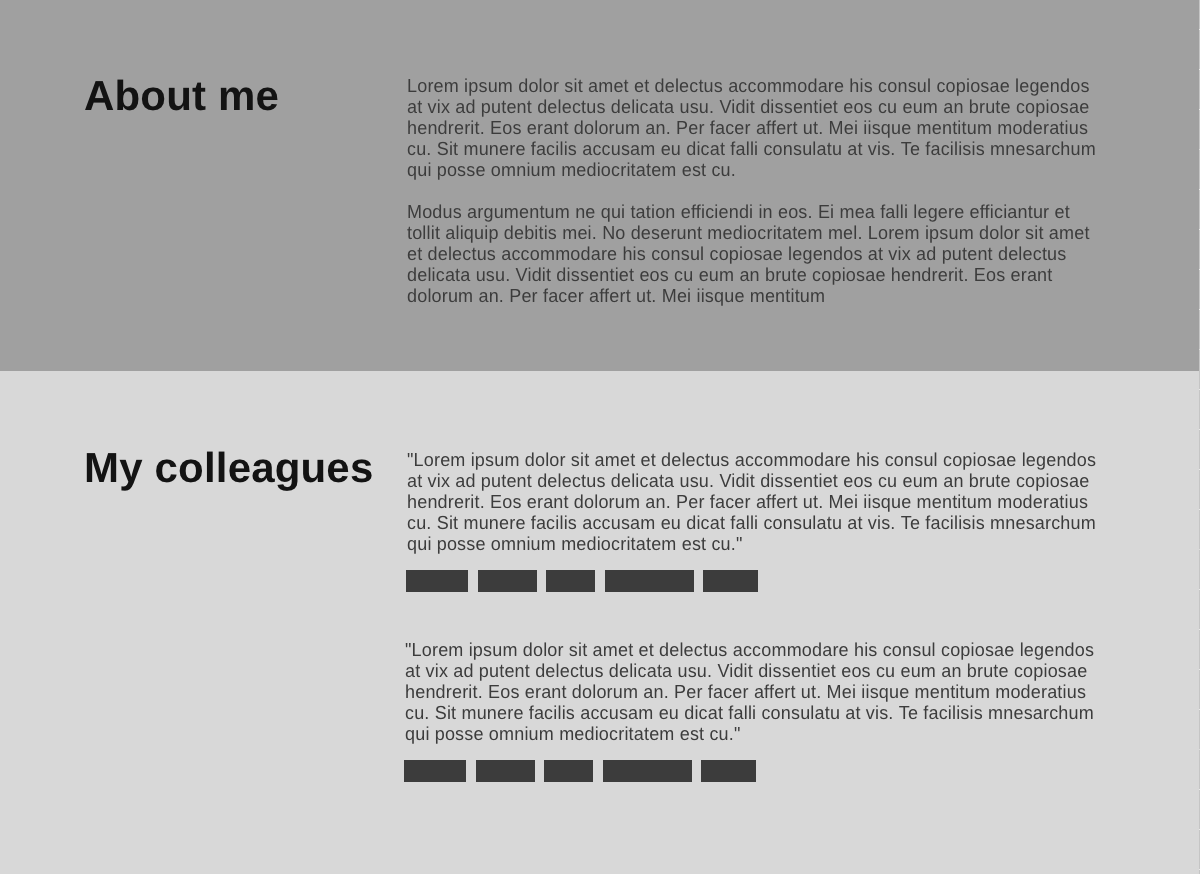 About me
Lorem ipsum dolor sit amet et delectus accommodare his consul copiosae legendos
at vix ad putent delectus delicata usu. Vidit dissentiet eos cu eum an brute copiosae
hendrerit. Eos erant dolorum an. Per facer affert ut. Mei iisque mentitum moderatius
cu. Sit munere facilis accusam eu dicat falli consulatu at vis. Te facilisis mnesarchum
qui posse omnium mediocritatem est cu.
Modus argumentum ne qui tation efficiendi in eos. Ei mea falli legere efficiantur et
tollit aliquip debitis mei. No deserunt mediocritatem mel. Lorem ipsum dolor sit amet
et delectus accommodare his consul copiosae legendos at vix ad putent delectus
delicata usu. Vidit dissentiet eos cu eum an brute copiosae hendrerit. Eos erant
dolorum an. Per facer affert ut. Mei iisque mentitum
My colleagues
"Lorem ipsum dolor sit amet et delectus accommodare his consul copiosae legendos
at vix ad putent delectus delicata usu. Vidit dissentiet eos cu eum an brute copiosae
hendrerit. Eos erant dolorum an. Per facer affert ut. Mei iisque mentitum moderatius
cu. Sit munere facilis accusam eu dicat falli consulatu at vis. Te facilisis mnesarchum
qui posse omnium mediocritatem est cu."
"Lorem ipsum dolor sit amet et delectus accommodare his consul copiosae legendos
at vix ad putent delectus delicata usu. Vidit dissentiet eos cu eum an brute copiosae
hendrerit. Eos erant dolorum an. Per facer affert ut. Mei iisque mentitum moderatius
cu. Sit munere facilis accusam eu dicat falli consulatu at vis. Te facilisis mnesarchum
qui posse omnium mediocritatem est cu."